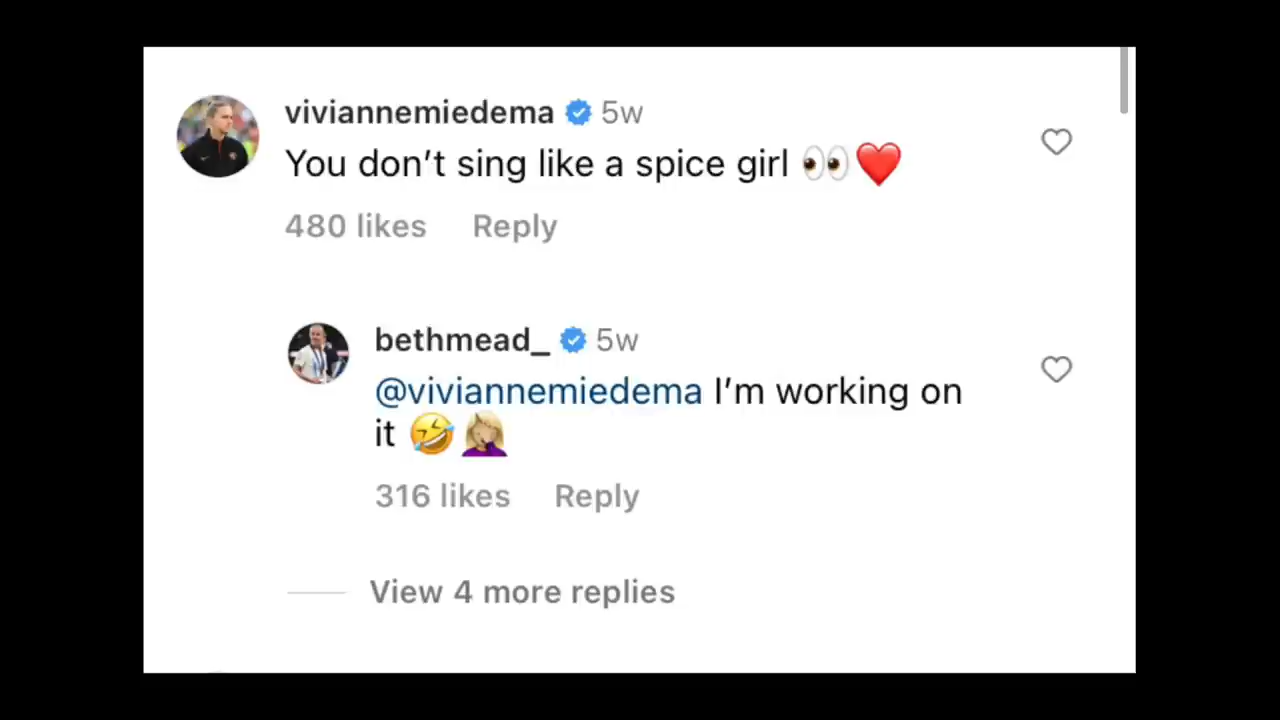 viviannemiedema 5w
You don’t sing like a spice girl 👀❤️
480 likes Reply
bethmead_ 5w
@viviannemiedema I’m working on
it 🤣🤦🏼‍♀️
316 likes Reply
View 4 more replies